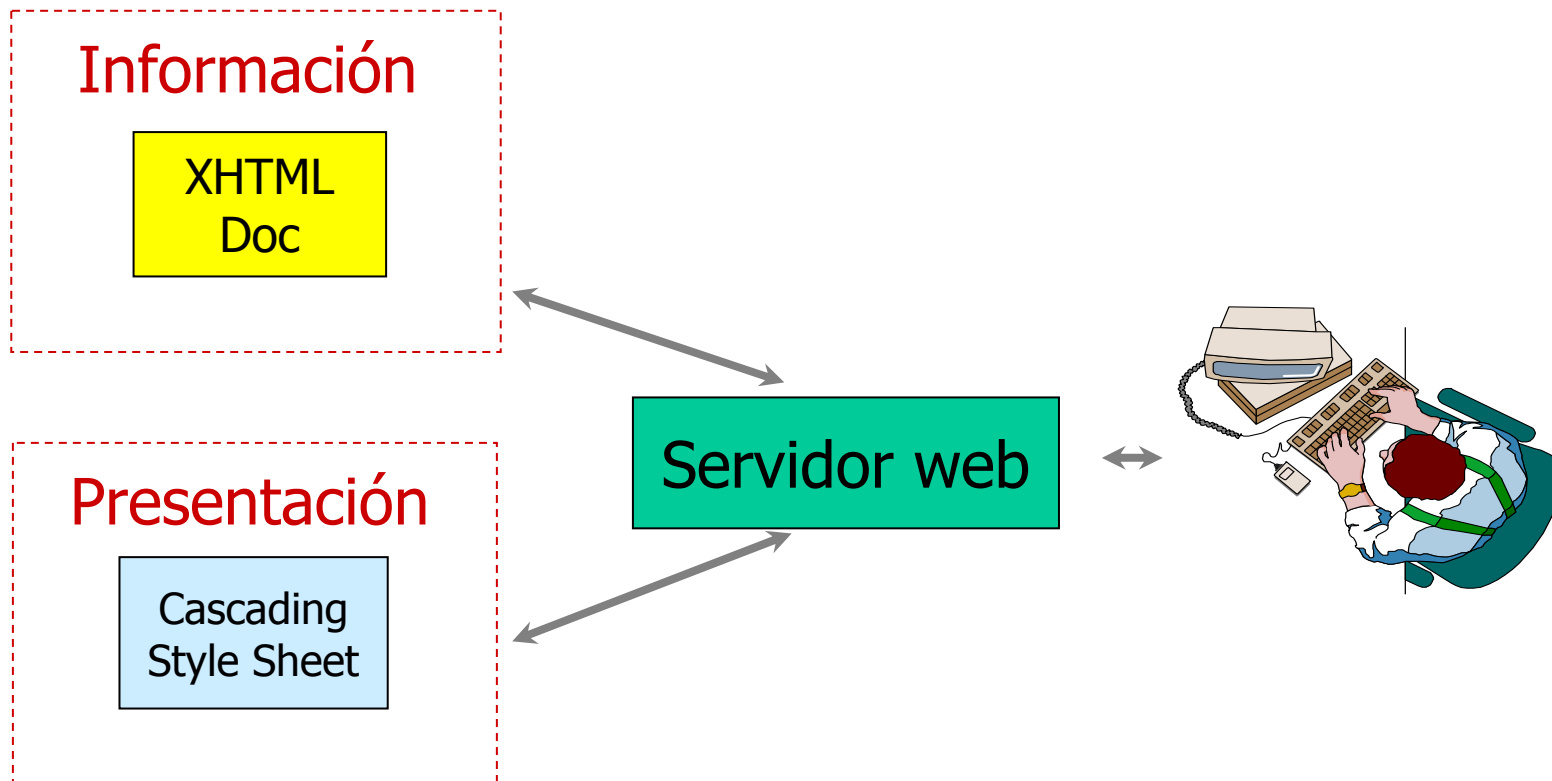 Información
XHTML
Doc
Servidor web
Presentación
Cascading
Style Sheet